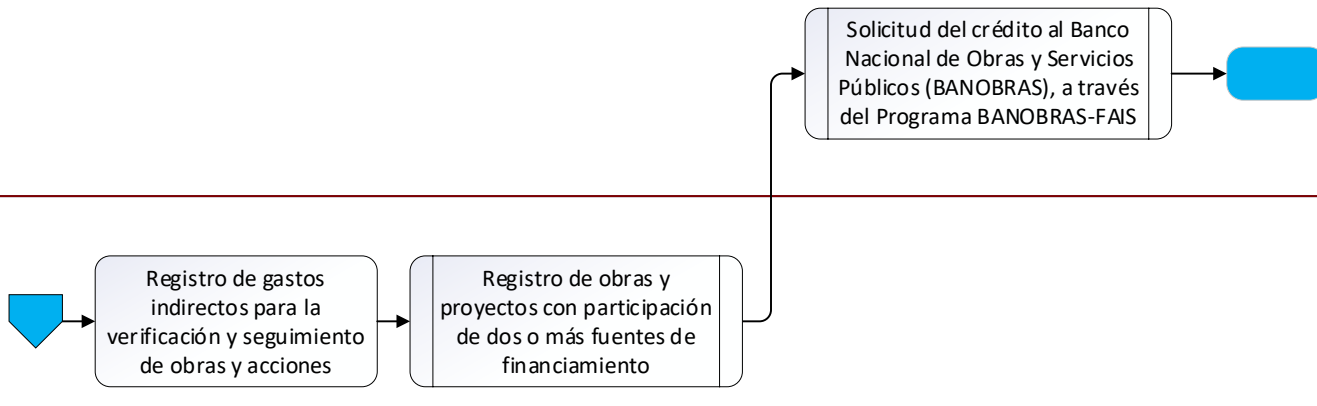 Solicitud del crédito al Banco
Nacional de Obras y Servicios
Públicos (BANOBRAS), a través
del Programa BANOBRAS-FAIS
Registro de gastos
indirectos para la
verificación y seguimiento
de obras y acciones
Registro de obras y
proyectos con participación
de dos o más fuentes de
financiamiento